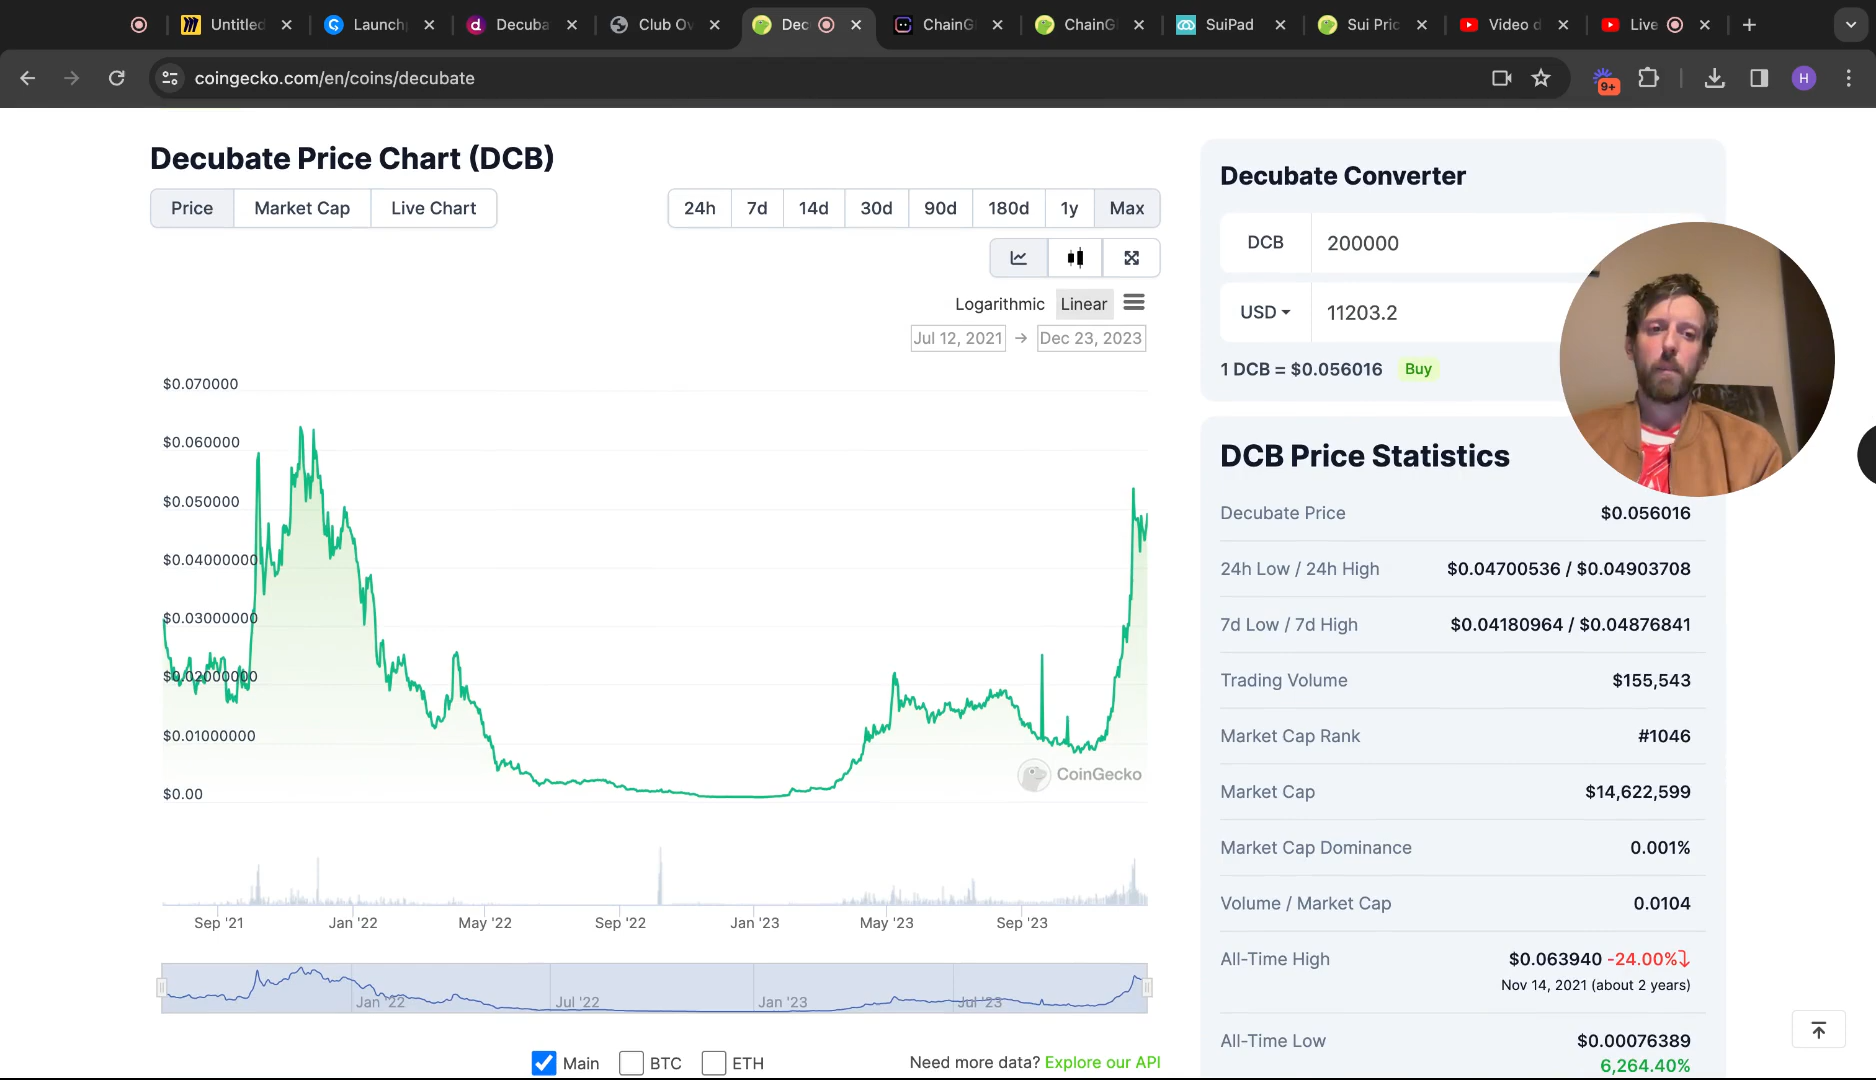 Untitled
Launch
Decuba
Club Ov
Dec
ChainG
ChainG
SuiPad
Sui Pric
Video d
Live
coingecko.com/en/coins/decubate
9+
H
Decubate Price Chart (DCB)
Price Market Cap Live Chart
24h 7d 14d 30d 90d 180d 1y Max
Logarithmic Linear
Jul 12, 2021 → Dec 23, 2023
$0.070000
$0.060000
$0.050000
$0.04000000
$0.03000000
$0.02000000
$0.01000000
$0.00
CoinGecko
Sep '21 Jan '22 May '22 Sep '22 Jan '23 May '23 Sep '23
Jan '22 Jul '22 Jan '23 Jul '23
Main BTC ETH
Need more data? Explore our API
Decubate Converter
DCB 200000
USD 11203.2
1 DCB = $0.056016 Buy
DCB Price Statistics
Decubate Price $0.056016
24h Low / 24h High $0.04700536 / $0.04903708
7d Low / 7d High $0.04180964 / $0.04876841
Trading Volume $155,543
Market Cap Rank #1046
Market Cap $14,622,599
Market Cap Dominance 0.001%
Volume / Market Cap 0.0104
All-Time High $0.063940 -24.00%
Nov 14, 2021 (about 2 years)
All-Time Low $0.00076389
6,264.40%